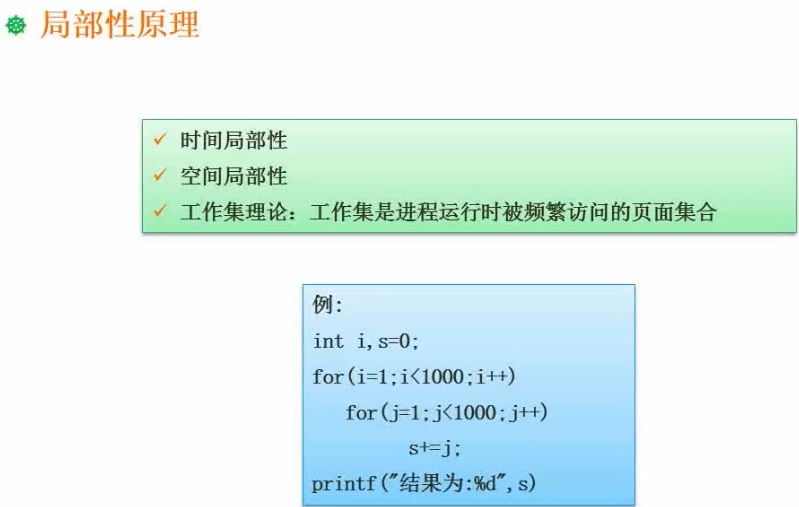 局部性原理
时间局部性
空间局部性
工作集理论：工作集是进程运行时被频繁访问的页面集合
例:
int i,s=0;
for(i=1;i<1000;i++)
for(j=1;j<1000;j++)
s+=j;
printf("结果为:%d",s)